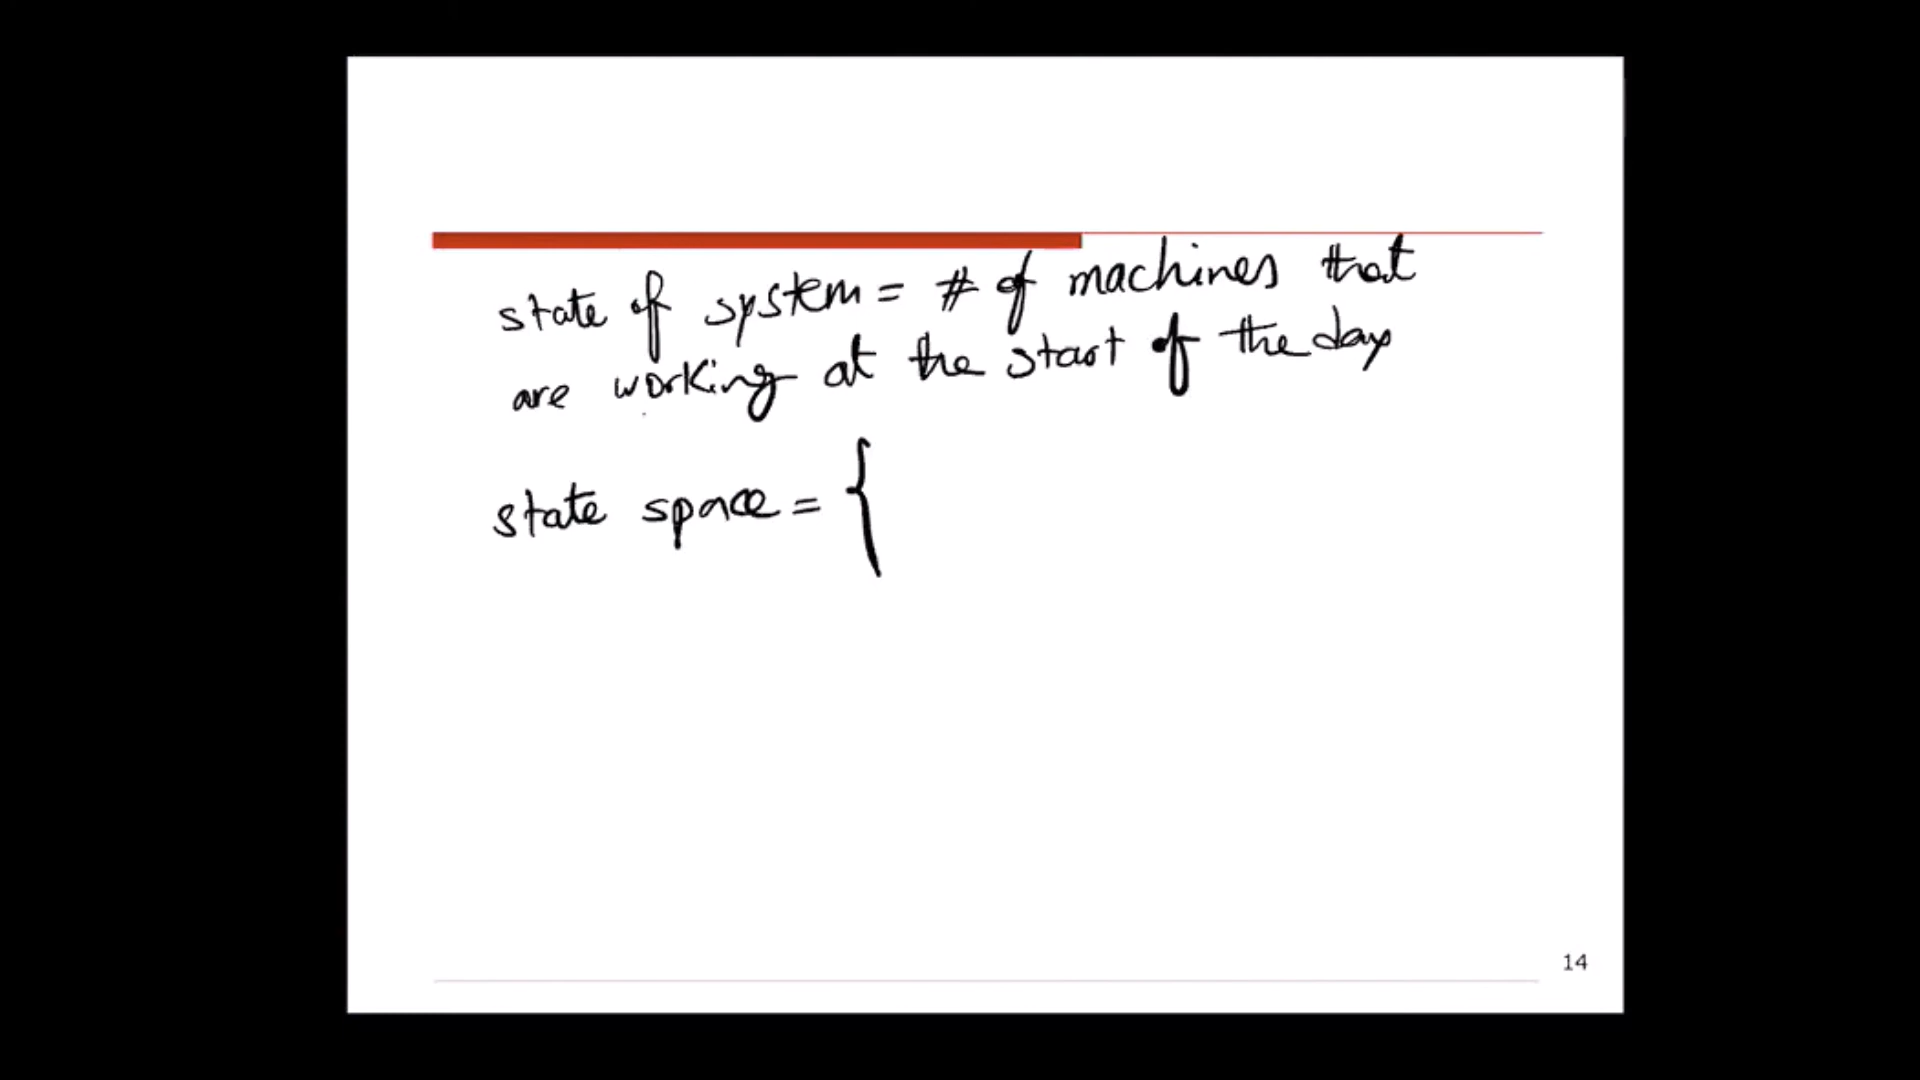 state of system = # of machines that
are working at the start of the day
state space = {
14